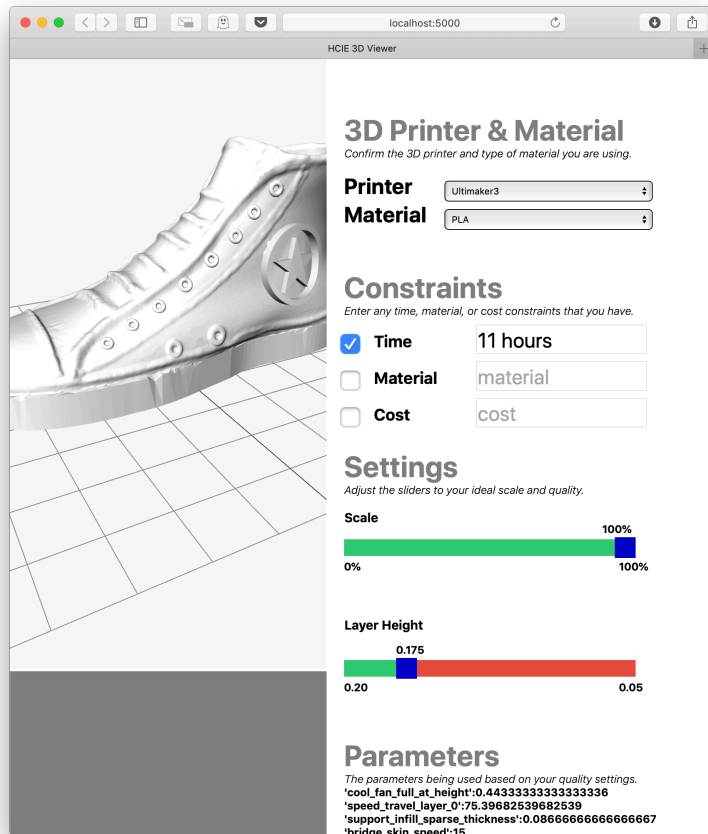 localhost:5000
HCIE 3D Viewer
3D Printer & Material
Confirm the 3D printer and type of material you are using.
Printer Ultimaker3
Material PLA
Constraints
Enter any time, material, or cost constraints that you have.
Time 11 hours
Material material
Cost cost
Settings
Adjust the sliders to your ideal scale and quality.
Scale
100%
0% 100%
Layer Height
0.175
0.20 0.05
Parameters
The parameters being used based on your quality settings.
'cool_fan_full_at_height':0.44333333333333336
'speed_travel_layer_0':75.39682539682539
'support_infill_sparse_thickness':0.08666666666666667
'bridge_skin_speed':15